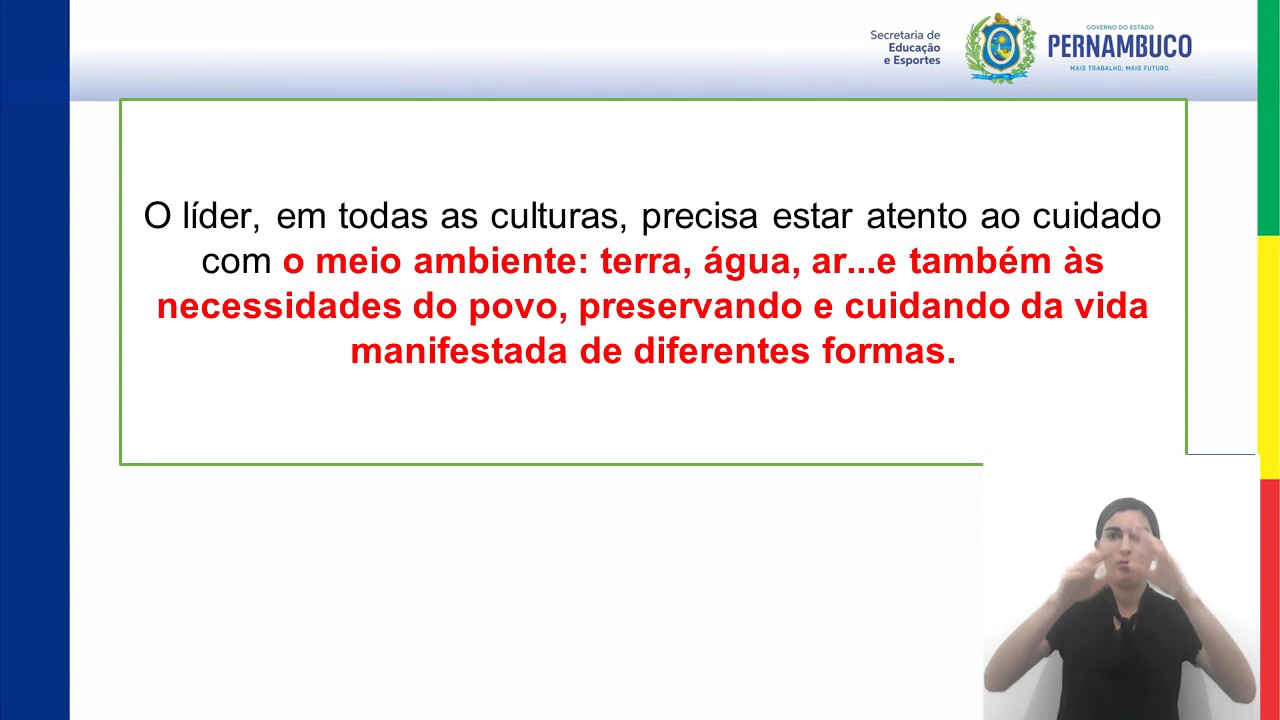 Secretaria de
Educação
e Esportes
GOVERNO DO ESTADO
PERNAMBUCO
MAIS TRABALHO, MAIS FUTURO.
O líder, em todas as culturas, precisa estar atento ao cuidado
com o meio ambiente: terra, água, ar...e também às
necessidades do povo, preservando e cuidando da vida
manifestada de diferentes formas.